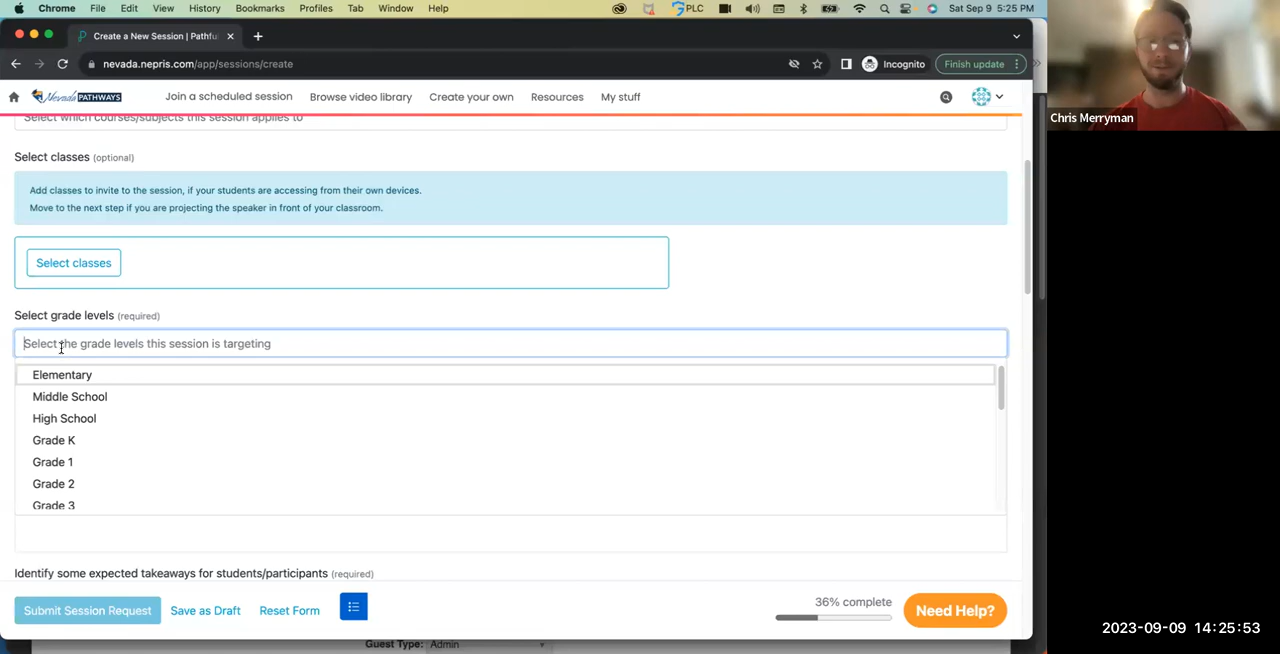 Chrome File Edit View History Bookmarks Profiles Tab Window Help PLC Sat Sep 9 5:25 PM
Create a New Session | Pathfu
nevada.nepris.com/app/sessions/create Incognito Finish update
Nevada PATHWAYS Join a scheduled session Browse video library Create your own Resources My stuff
Chris Merryman
Select which courses/subjects this session applies to
Select classes (optional)
Add classes to invite to the session, if your students are accessing from their own devices.
Move to the next step if you are projecting the speaker in front of your classroom.
Select classes
Select grade levels (required)
Select the grade levels this session is targeting
Elementary
Middle School
High School
Grade K
Grade 1
Grade 2
Grade 3
Identify some expected takeaways for students/participants (required)
Submit Session Request Save as Draft Reset Form 36% complete Need Help?
Guest Type: Admin
2023-09-09 14:25:53